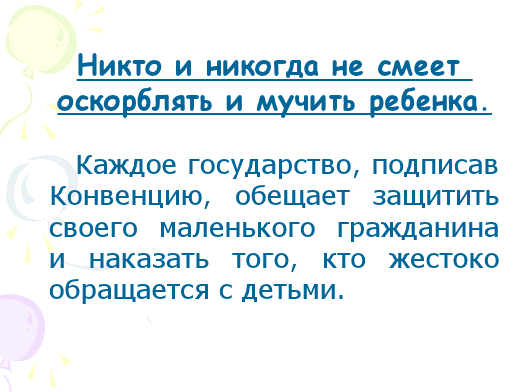 Никто и никогда не смеет
оскорблять и мучить ребенка.
Каждое государство, подписав
Конвенцию, обещает защитить
своего маленького гражданина
и наказать того, кто жестоко
обращается с детьми.